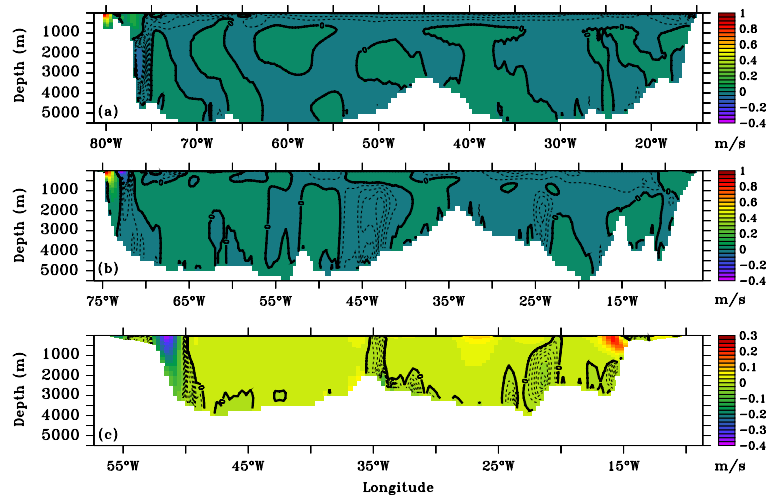 Depth (m)
1000
2000
3000
4000
5000
(a)
0
80°W
70°W
60°W
50°W
40°W
30°W
20°W
1
0.8
0.6
0.4
0.2
0
−0.2
−0.4
m/s
Depth (m)
1000
2000
3000
4000
5000
(b)
0
75°W
65°W
55°W
45°W
35°W
25°W
15°W
1
0.8
0.6
0.4
0.2
0
−0.2
−0.4
m/s
Depth (m)
1000
2000
3000
4000
5000
(c)
0
55°W
45°W
35°W
25°W
15°W
0.3
0.2
0.1
0
−0.1
−0.2
−0.3
−0.4
m/s
Longitude